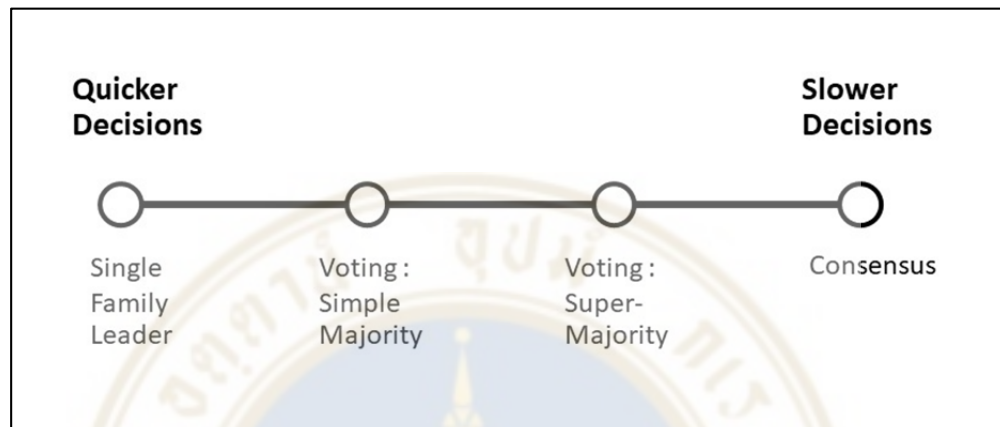 Quicker
Decisions
Slower
Decisions
Single
Family
Leader
Voting :
Simple
Majority
Voting :
Super-
Majority
Consensus